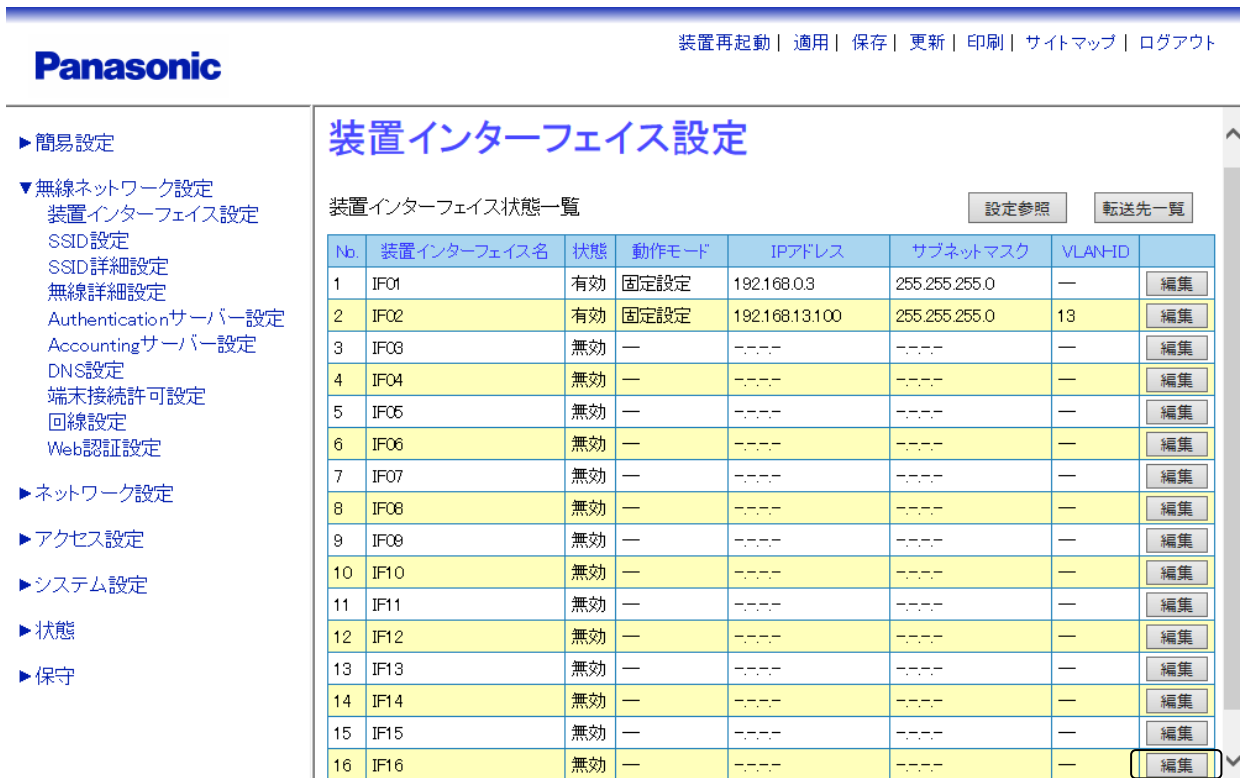 装置再起動| 適用| 保存| 更新| 印刷| サイトマップ| ログアウト
Panasonic
▶簡易設定
▼無線ネットワーク設定
装置インターフェイス設定
SSID設定
SSID詳細設定
無線詳細設定
Authenticationサーバー設定
Accountingサーバー設定
DNS設定
端末接続許可設定
回線設定
Web認証設定
▶ネットワーク設定
▶アクセス設定
▶システム設定
▶状態
▶保守
装置インターフェイス設定
装置インターフェイス状態一覧 設定参照 転送先一覧
No. 装置インターフェイス名 状態 動作モード IPアドレス サブネットマスク VLAN-ID
1 IF01 有効 固定設定 192.168.0.3 255.255.255.0 — 編集
2 IF02 有効 固定設定 192.168.13.100 255.255.255.0 13 編集
3 IF03 無効 — -.-.-.- -.-.-.- — 編集
4 IF04 無効 — -.-.-.- -.-.-.- — 編集
5 IF05 無効 — -.-.-.- -.-.-.- — 編集
6 IF06 無効 — -.-.-.- -.-.-.- — 編集
7 IF07 無効 — -.-.-.- -.-.-.- — 編集
8 IF08 無効 — -.-.-.- -.-.-.- — 編集
9 IF09 無効 — -.-.-.- -.-.-.- — 編集
10 IF10 無効 — -.-.-.- -.-.-.- — 編集
11 IF11 無効 — -.-.-.- -.-.-.- — 編集
12 IF12 無効 — -.-.-.- -.-.-.- — 編集
13 IF13 無効 — -.-.-.- -.-.-.- — 編集
14 IF14 無効 — -.-.-.- -.-.-.- — 編集
15 IF15 無効 — -.-.-.- -.-.-.- — 編集
16 IF16 無効 — -.-.-.- -.-.-.- — 編集